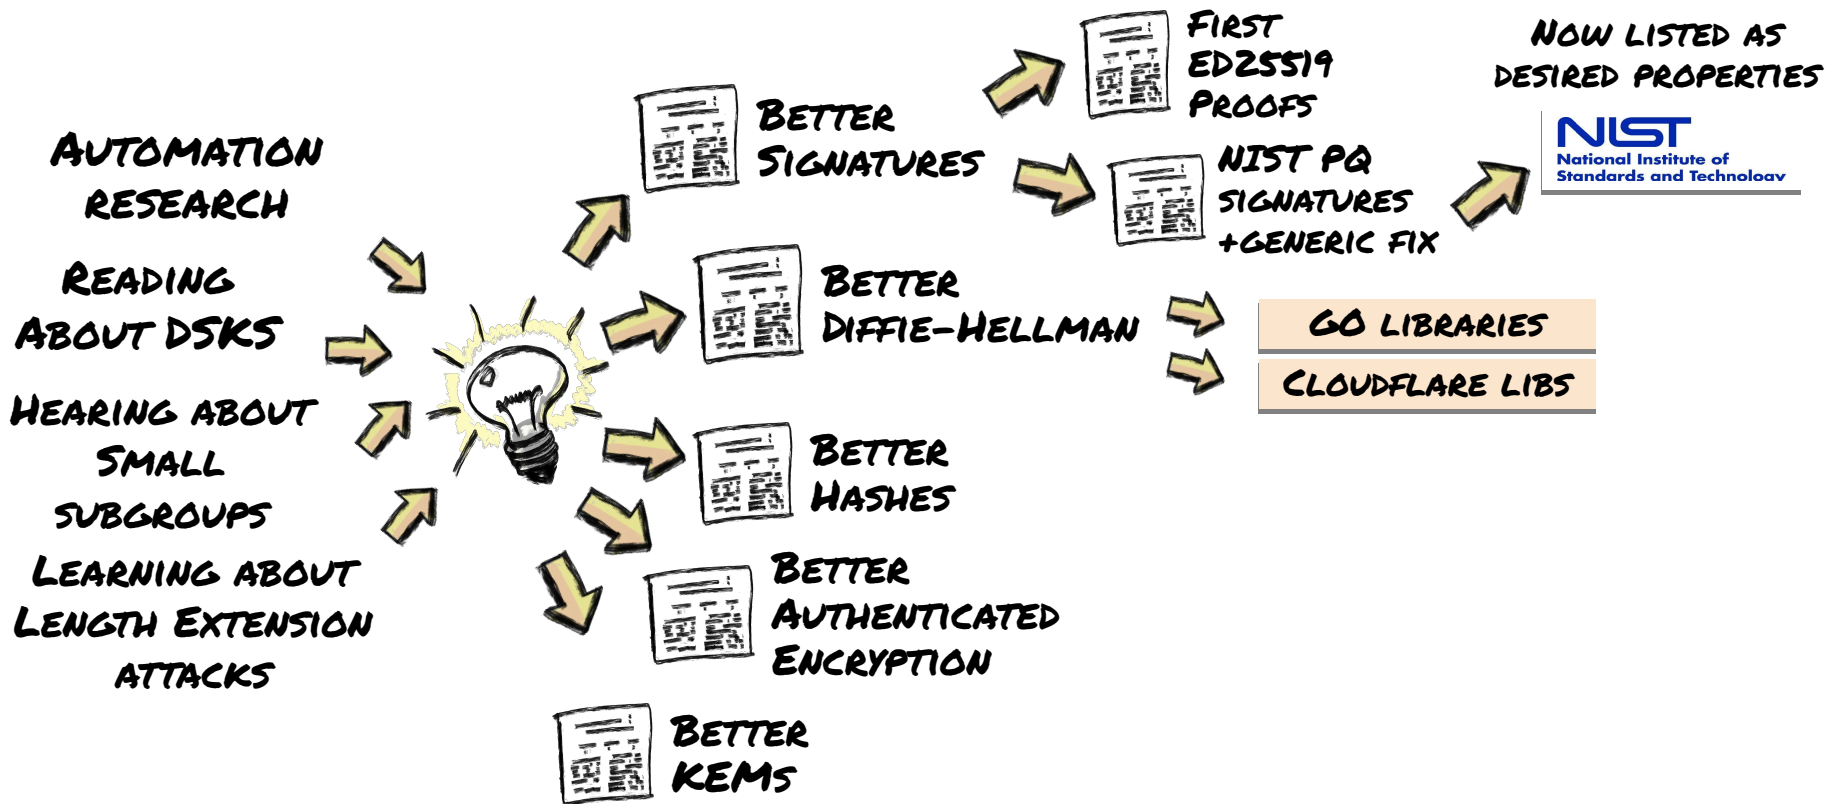 Automation
research
Reading
About DSKS
Hearing about
Small
subgroups
Learning about
Length Extension
attacks
Better
Signatures
First
ED25519
Proofs
NIST PQ
signatures
+generic fix
Now listed as
desired properties
NIST
National Institute of
Standards and Technology
Better
Diffie-Hellman
GO libraries
Cloudflare libs
Better
Hashes
Better
Authenticated
Encryption
Better
KEMs